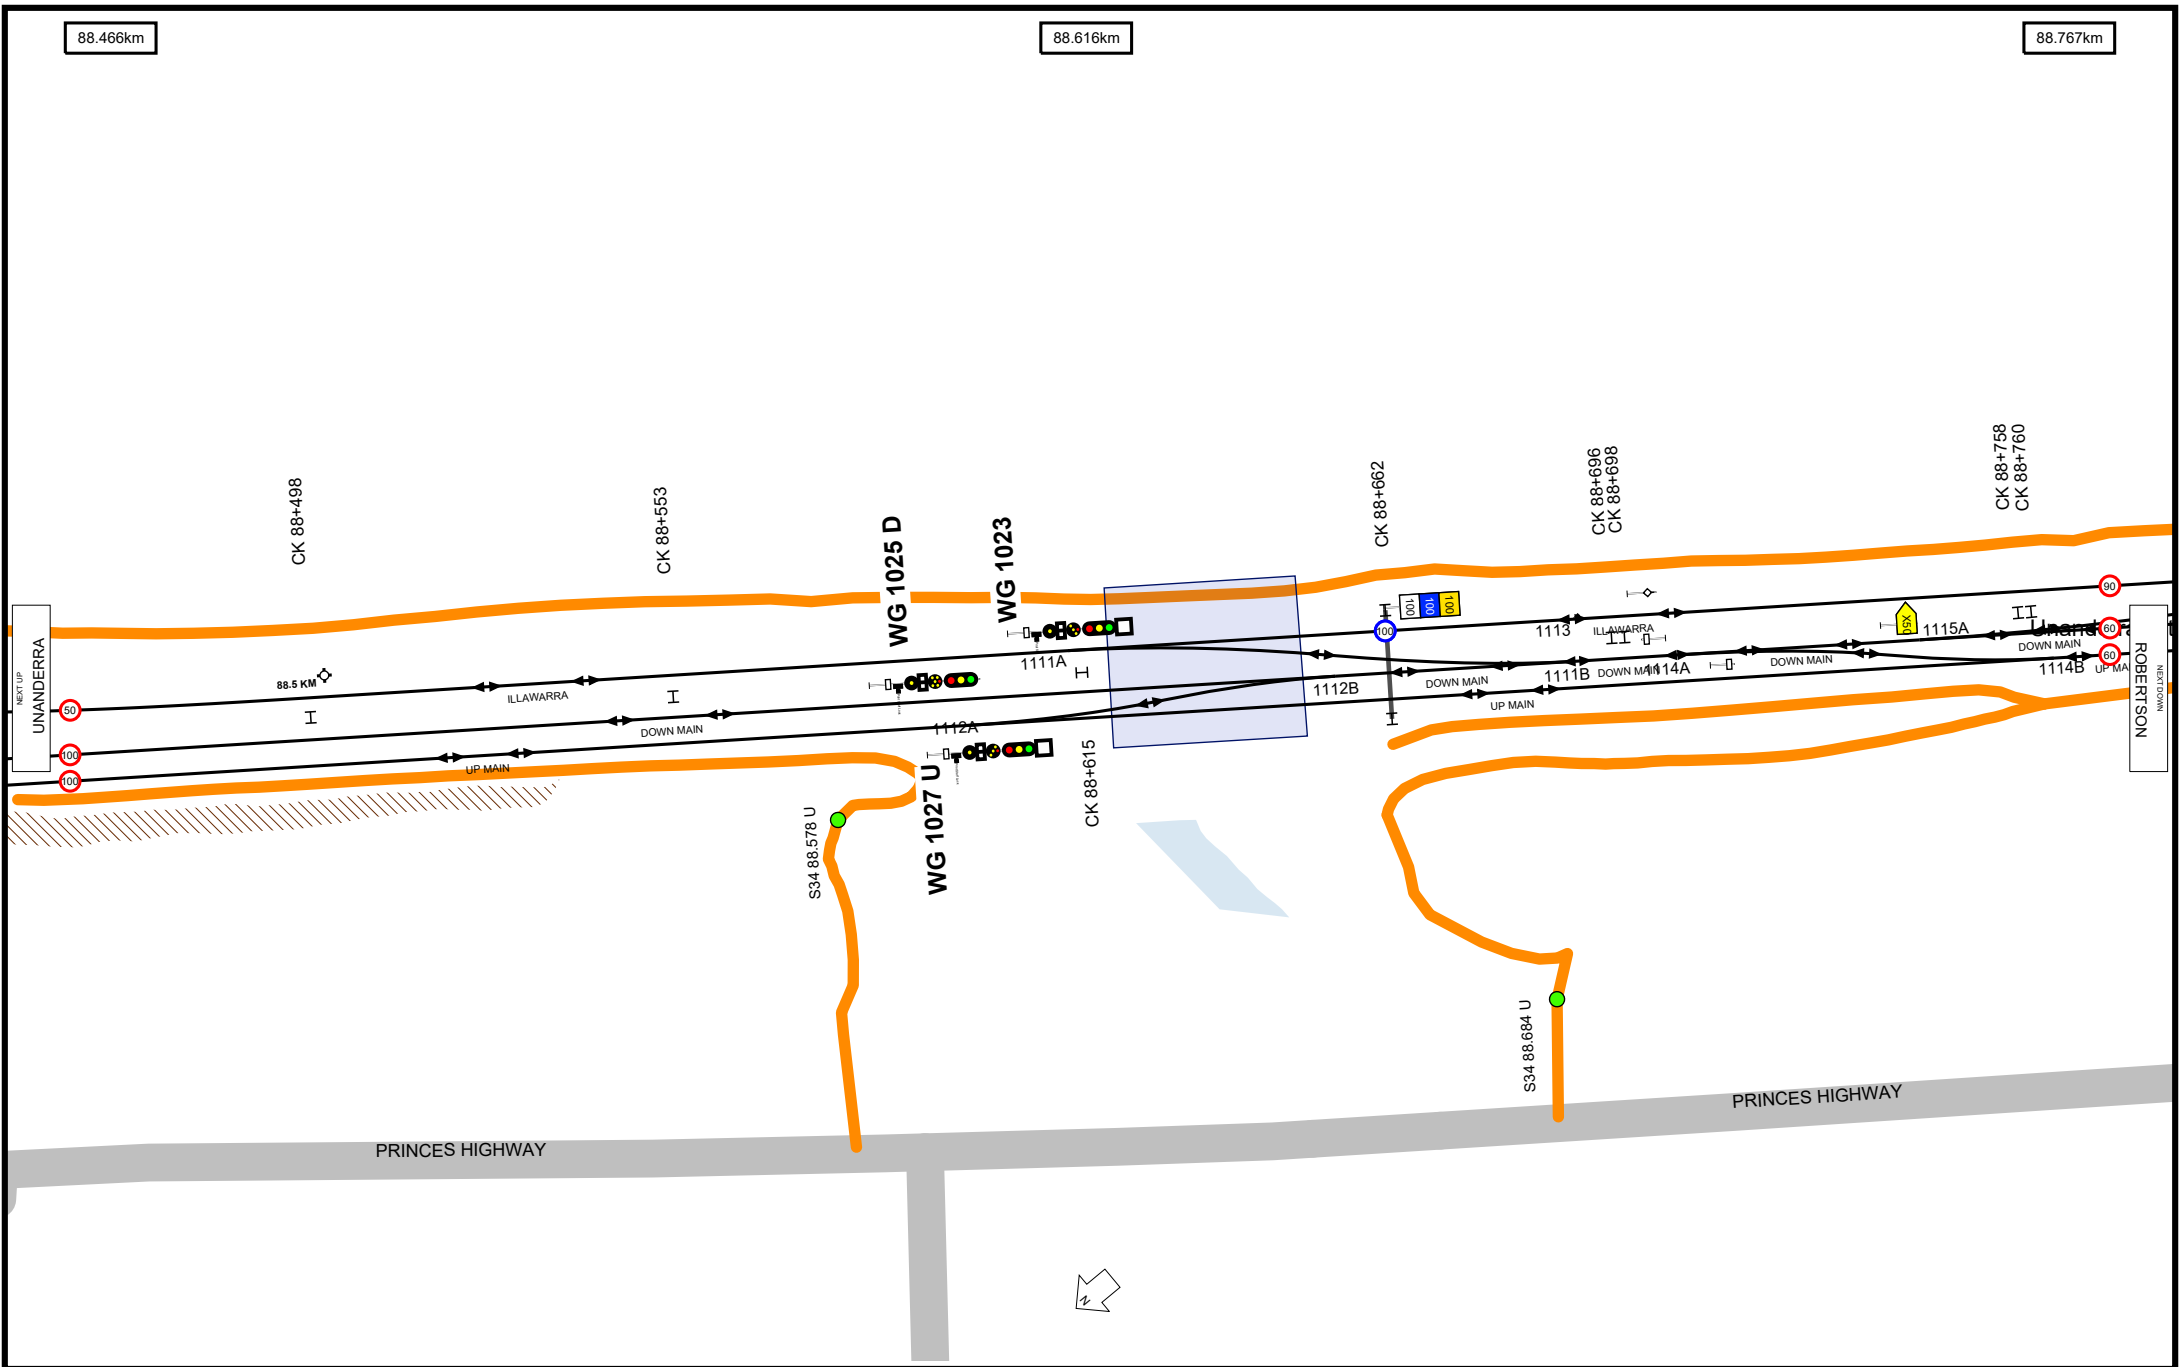 88.466km
88.616km
88.767km
CK 88+498
CK 88+553
WG 1025 D
WG 1023
CK 88+662
CK 88+696
CK 88+698
CK 88+758
CK 88+760
NEXT UP
UNANDERRA
88.5 KM
50
100
100
ILLAWARRA
DOWN MAIN
UP MAIN
1111A
1112A
WG 1027 U
CK 88+615
1112B
100
100
100
100
DOWN MAIN
UP MAIN
1113
ILLAWARRA
1111B
DOWN MAIN
1114A
DOWN MAIN
X50
1115A
DOWN MAIN
1114B
90
60
60
NEXT DOWN
ROBERTSON
S34 88.578 U
S34 88.684 U
PRINCES HIGHWAY
PRINCES HIGHWAY
N